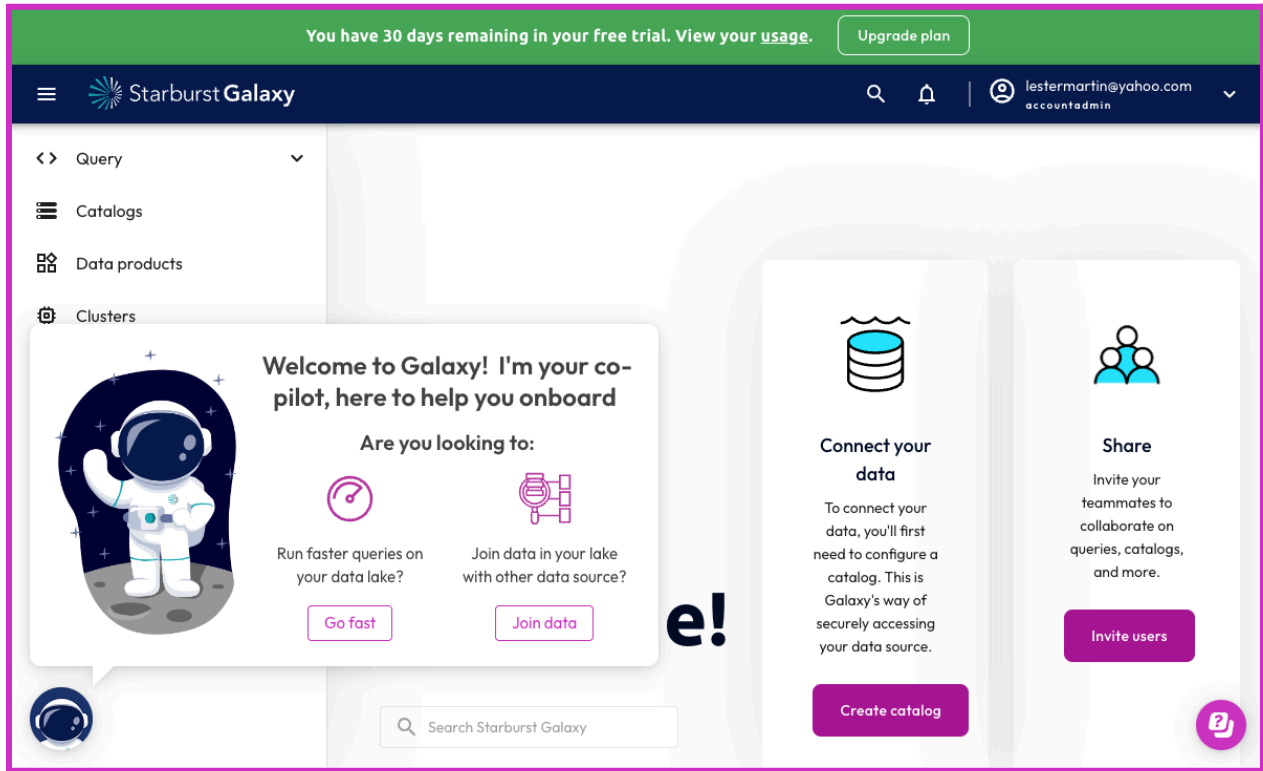 You have 30 days remaining in your free trial. View your usage.
Upgrade plan
Starburst Galaxy
lestermartin@yahoo.com
accountadmin
Query
Catalogs
Data products
Clusters
Welcome to Galaxy! I'm your co-
pilot, here to help you onboard
Are you looking to:
Run faster queries on
your data lake?
Go fast
Join data in your lake
with other data source?
Join data
e!
Search Starburst Galaxy
Connect your
data
To connect your
data, you'll first
need to configure a
catalog. This is
Galaxy's way of
securely accessing
your data source.
Create catalog
Share
Invite your
teammates to
collaborate on
queries, catalogs,
and more.
Invite users
?